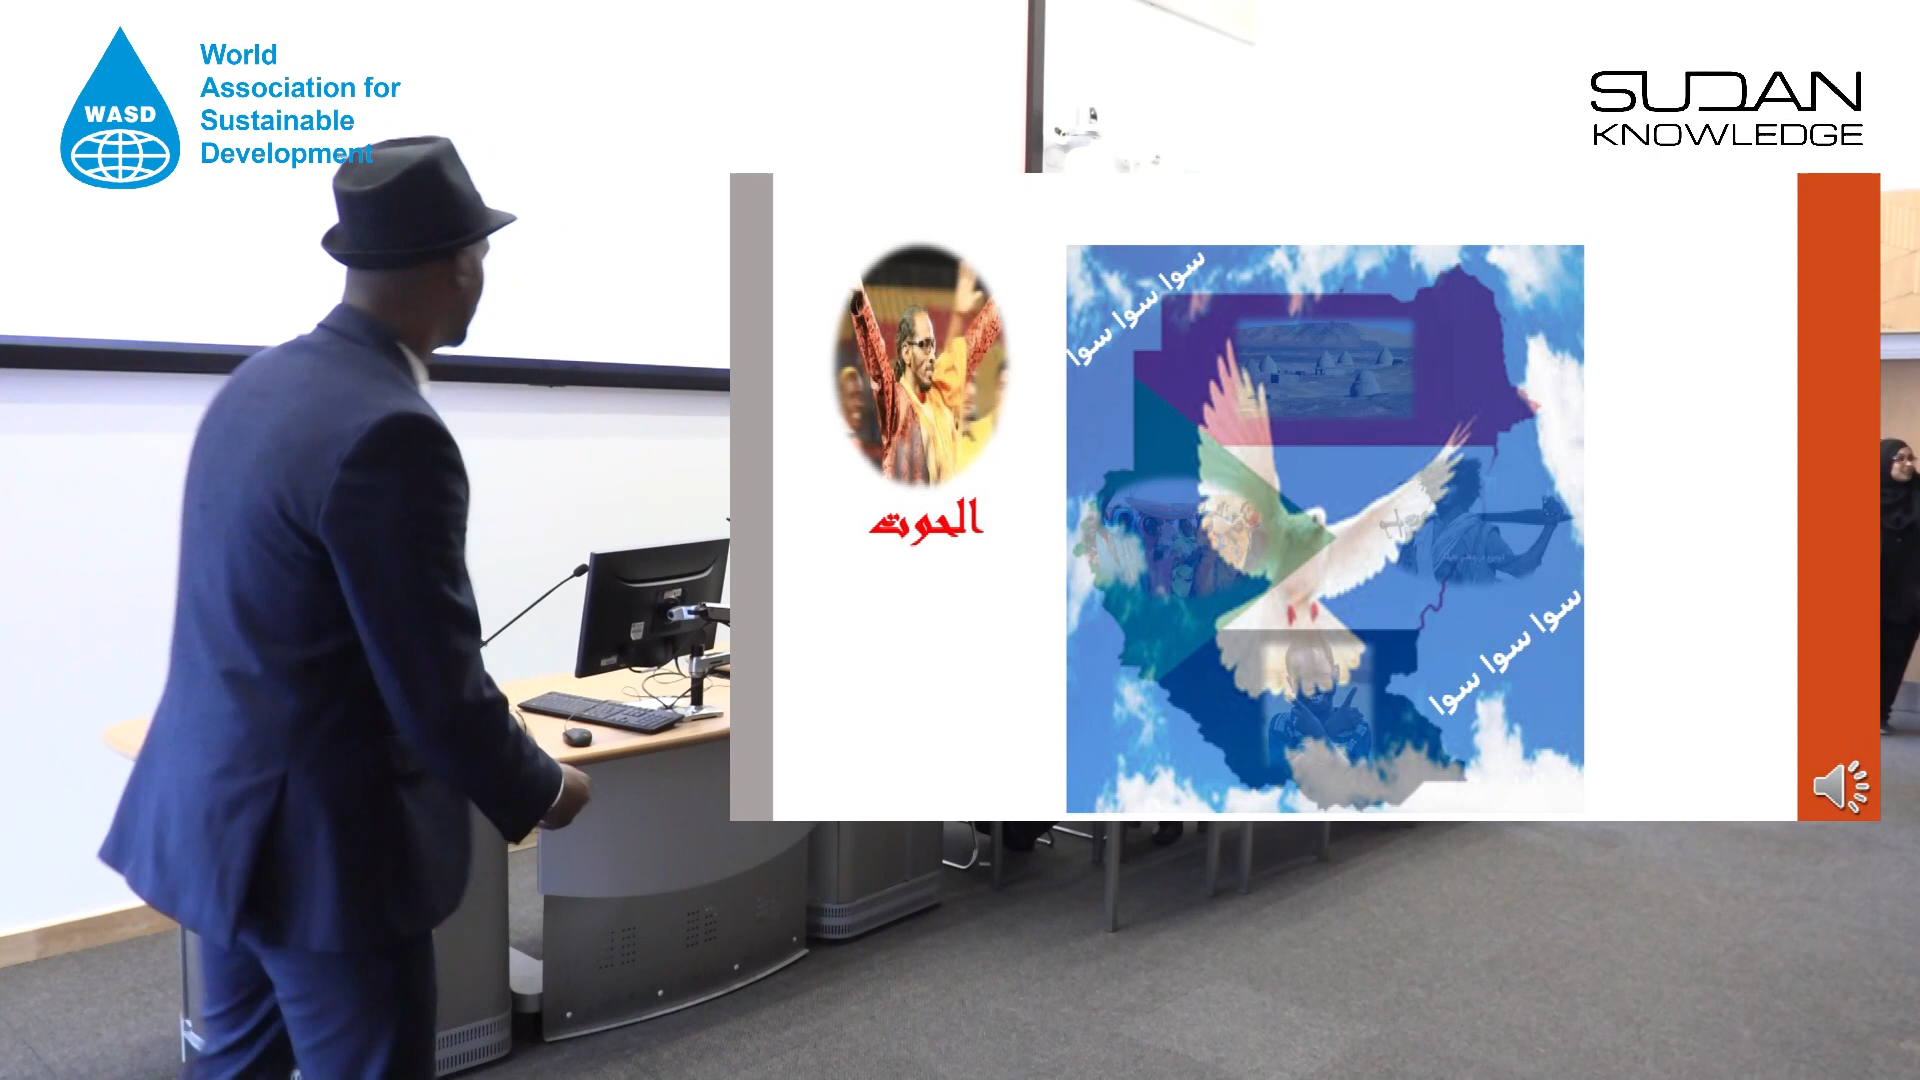 World
Association for
Sustainable
Development
WASD
SUDAN
KNOWLEDGE
سوا سوا سوا
الحوت
سوا سوا سوا